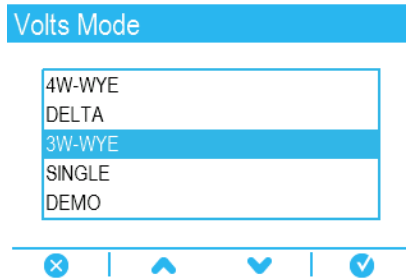 Volts Mode
4W-WYE
DELTA
3W-WYE
SINGLE
DEMO